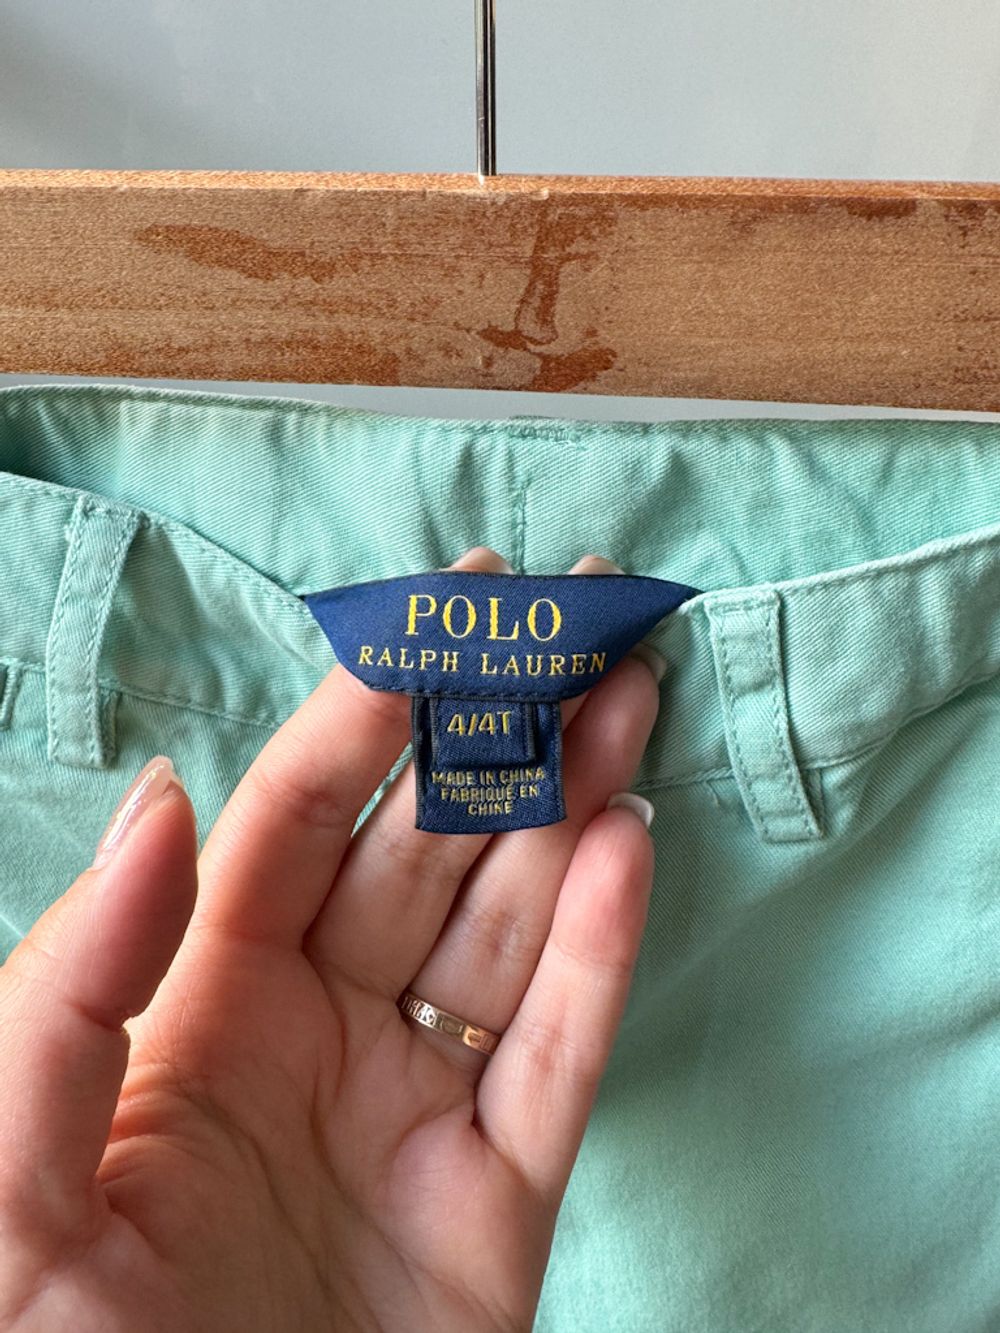 POLO
RALPH LAUREN
4/4T
MADE IN CHINA
FABRIQUÉ EN
CHINE